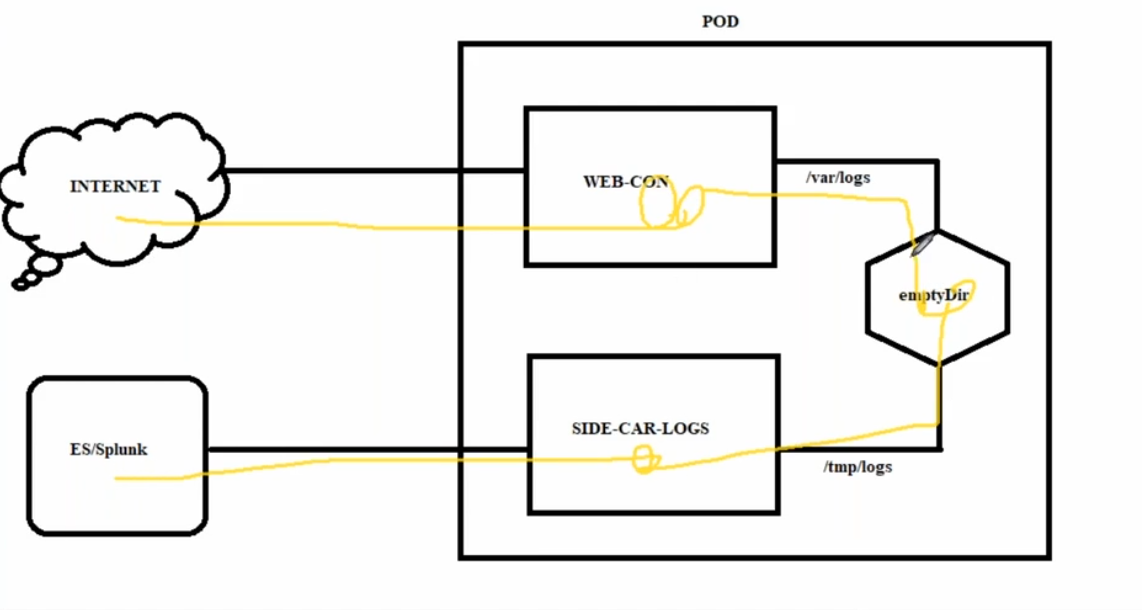 POD
INTERNET
WEB-CON
/var/logs
emptyDir
ES/Splunk
SIDE-CAR-LOGS
/tmp/logs